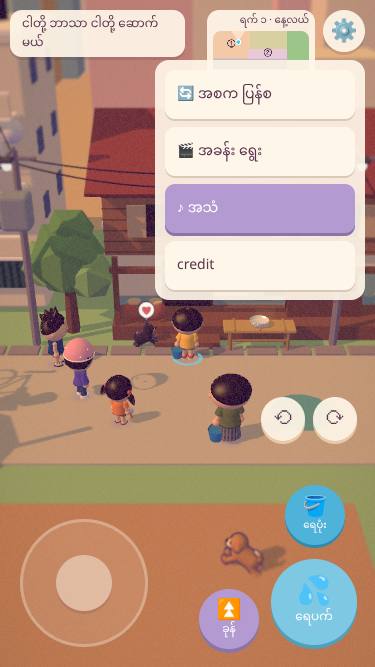 ငါတို့ ဘာသာ ငါတို့ ဆောက်
မယ်
ရက် ၁ · နေ့လယ်
🔄 အစက ပြန်စ
🎬 အခန်း ရွေး
♪ အသံ
credit
ရေပုံး
ရေပက်
ခုန်